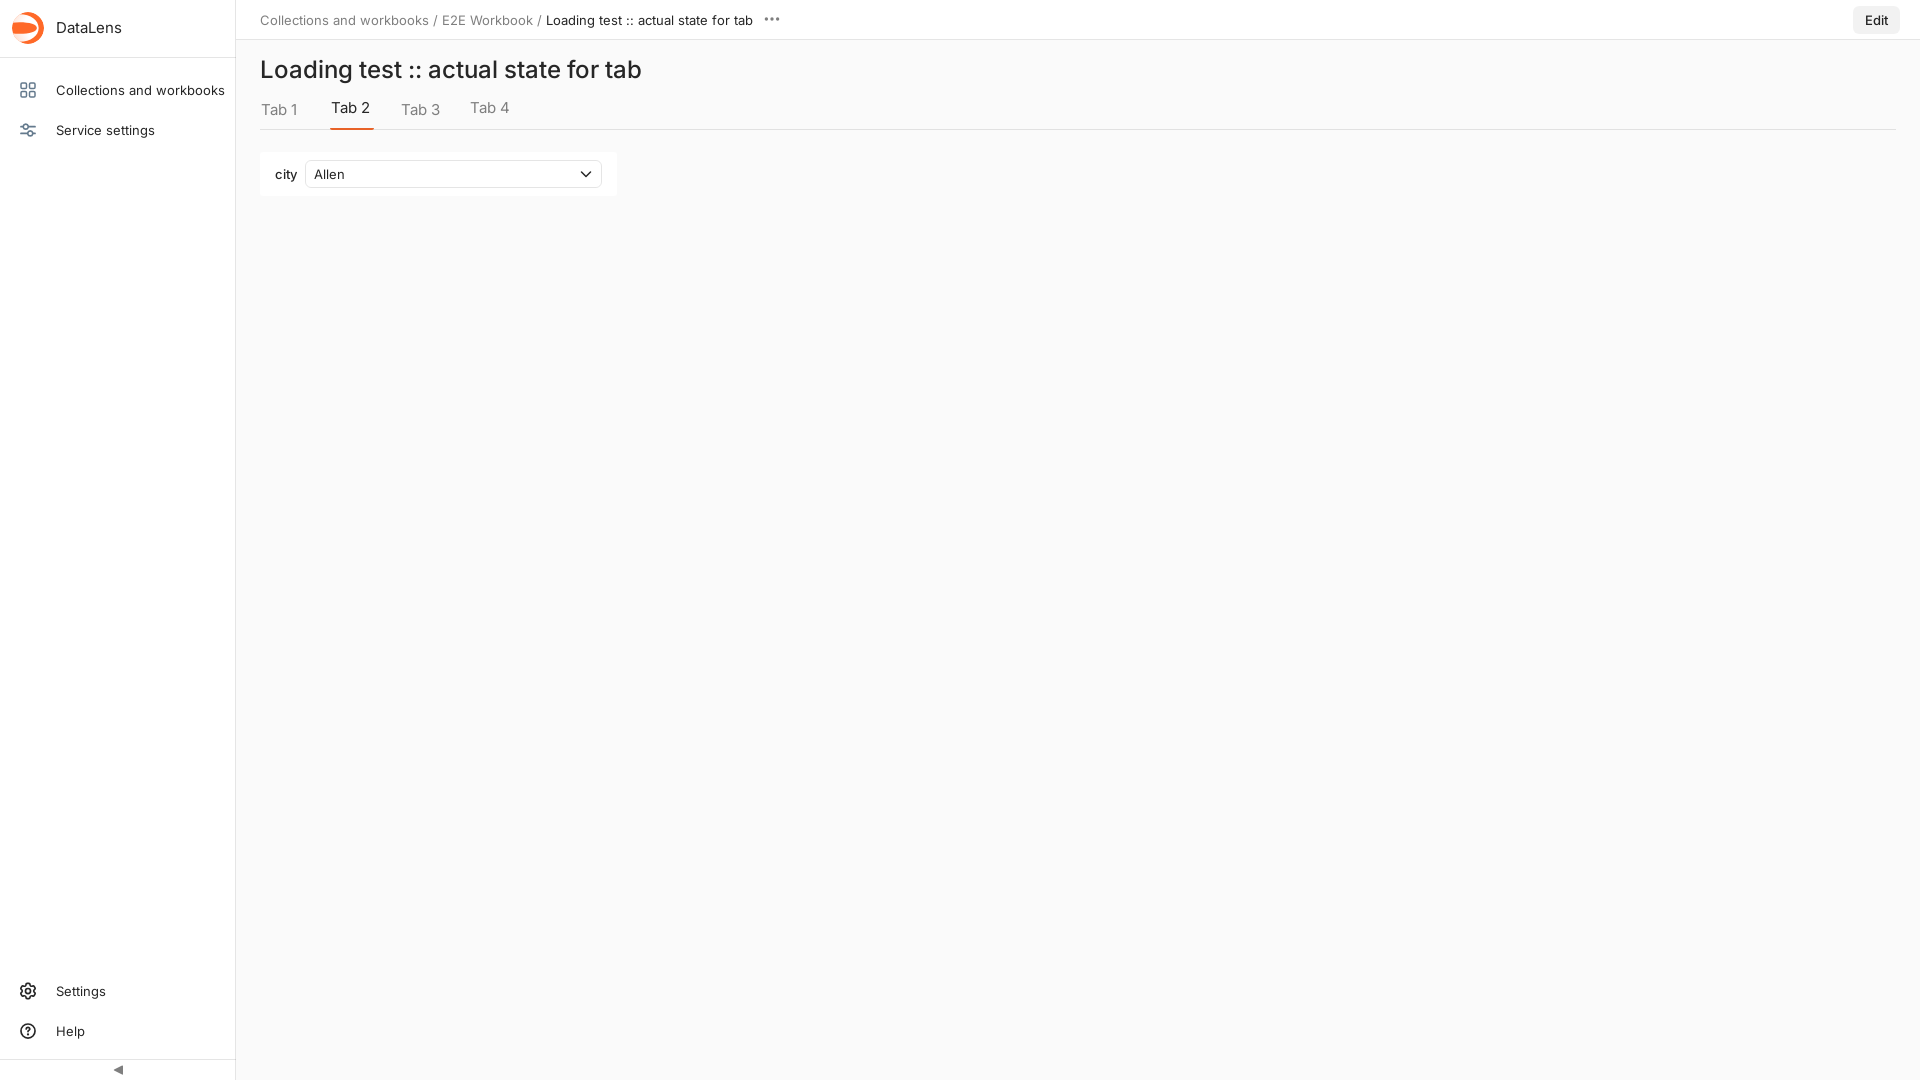 DataLens
Collections and workbooks / E2E Workbook / Loading test :: actual state for tab
Edit
Collections and workbooks
Service settings
Loading test :: actual state for tab
Tab 1 Tab 2 Tab 3 Tab 4
city Allen
Settings
Help